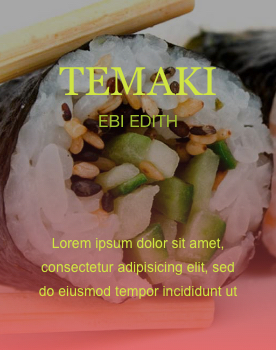 TEMAKI
EBI EDITH
Lorem ipsum dolor sit amet,
consectetur adipisicing elit, sed
do eiusmod tempor incididunt ut